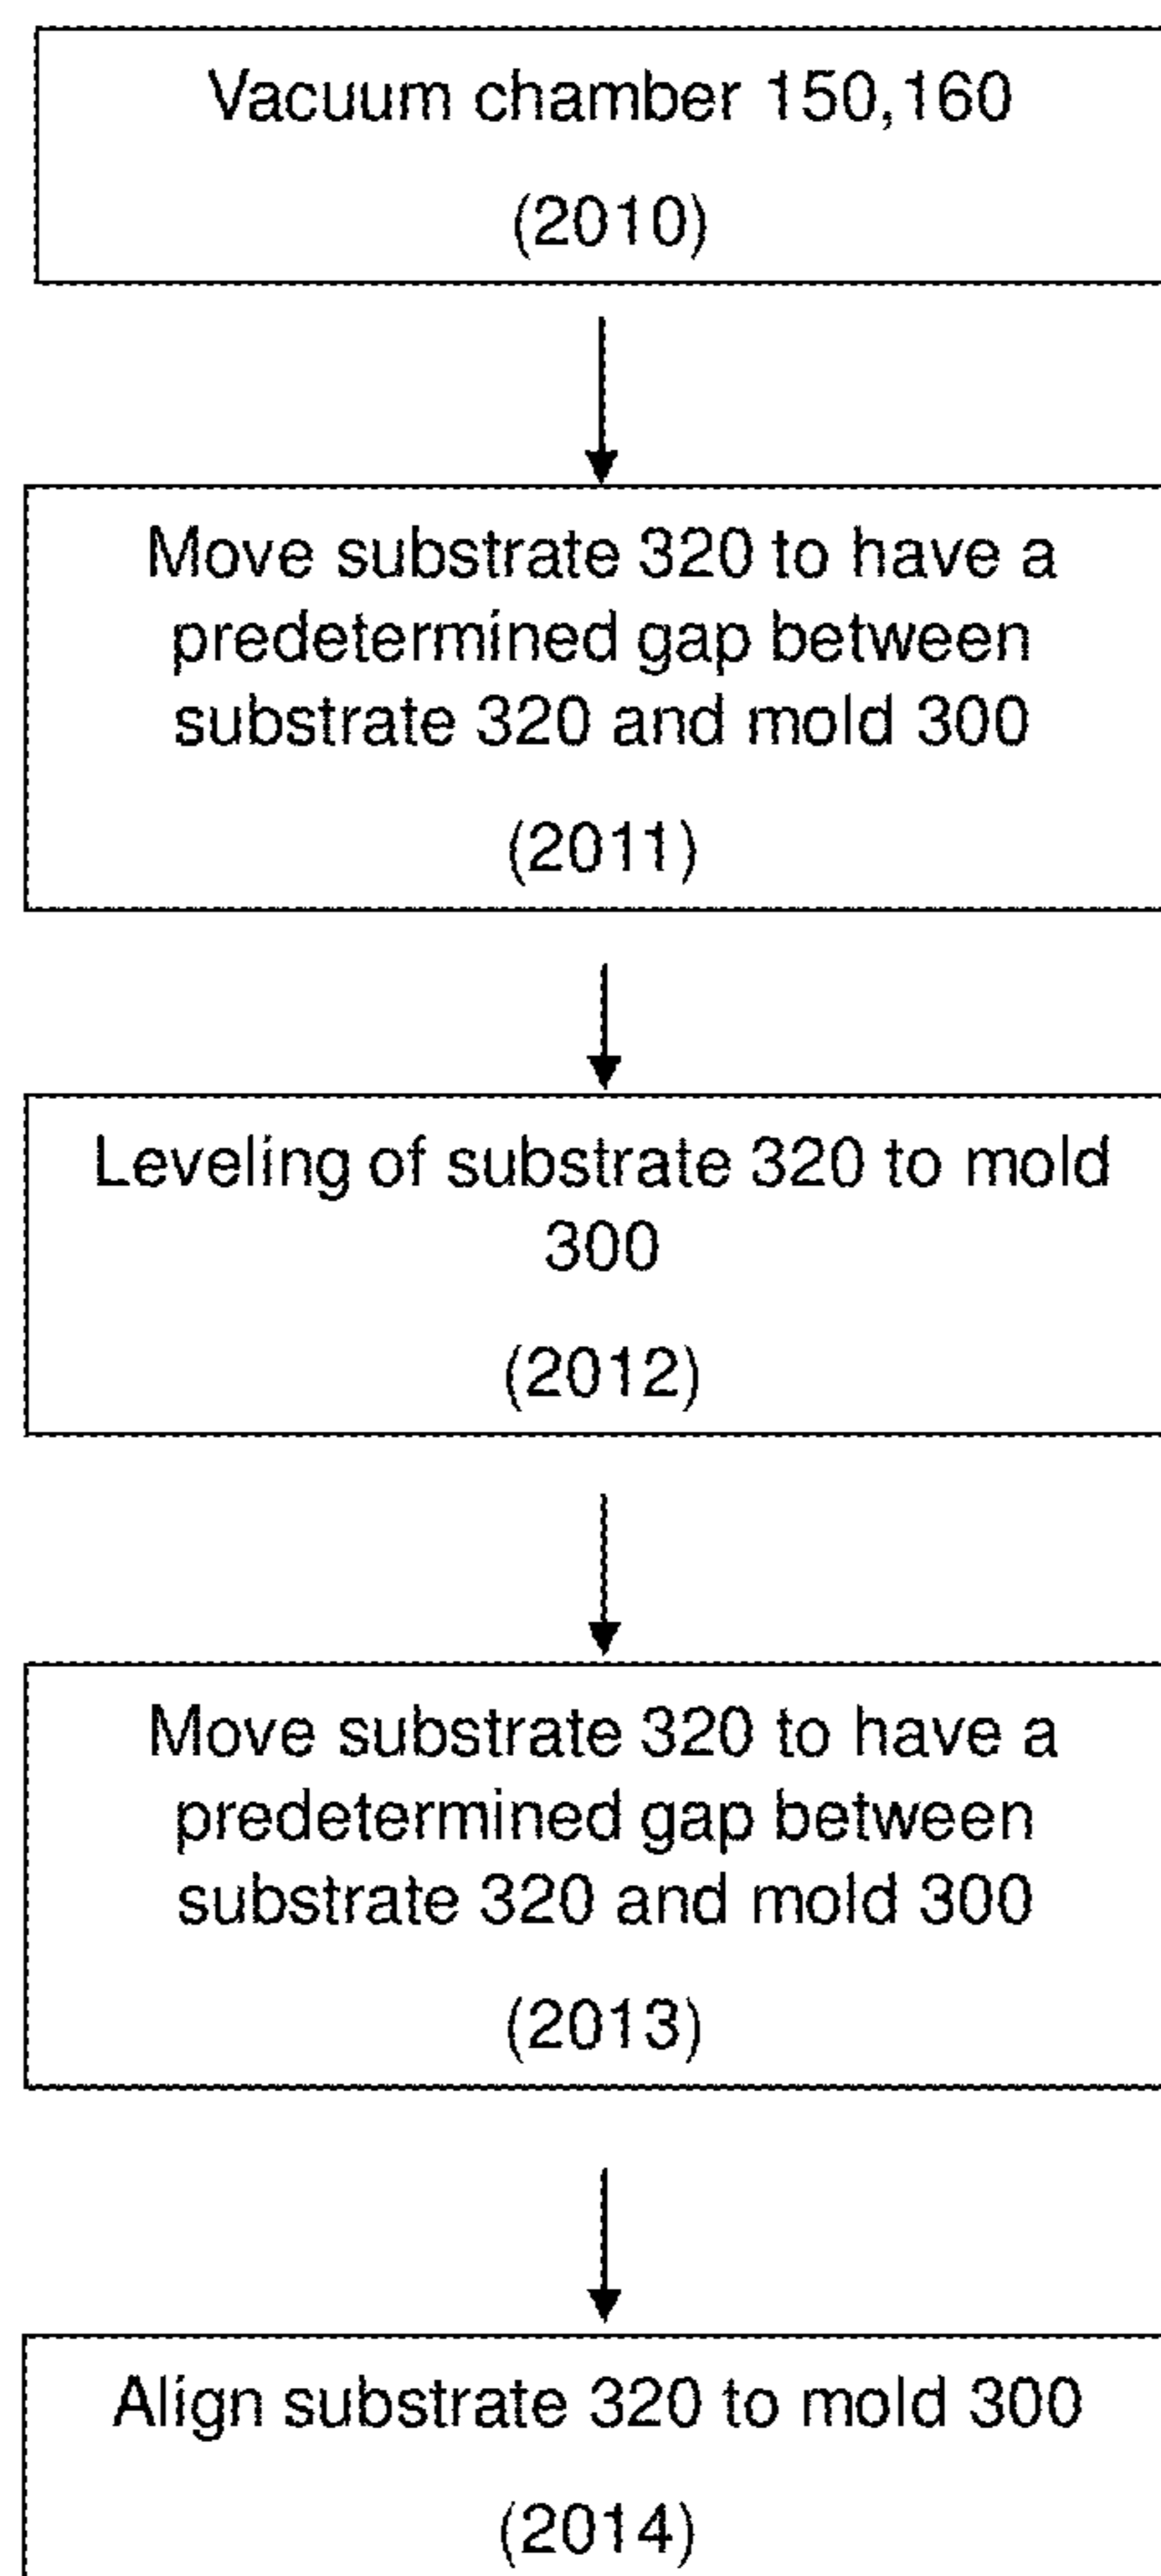 Vacuum chamber 150,160
(2010)
Move substrate 320 to have a
predetermined gap between
substrate 320 and mold 300
(2011)
Leveling of substrate 320 to mold
300
(2012)
Move substrate 320 to have a
predetermined gap between
substrate 320 and mold 300
(2013)
Align substrate 320 to mold 300
(2014)